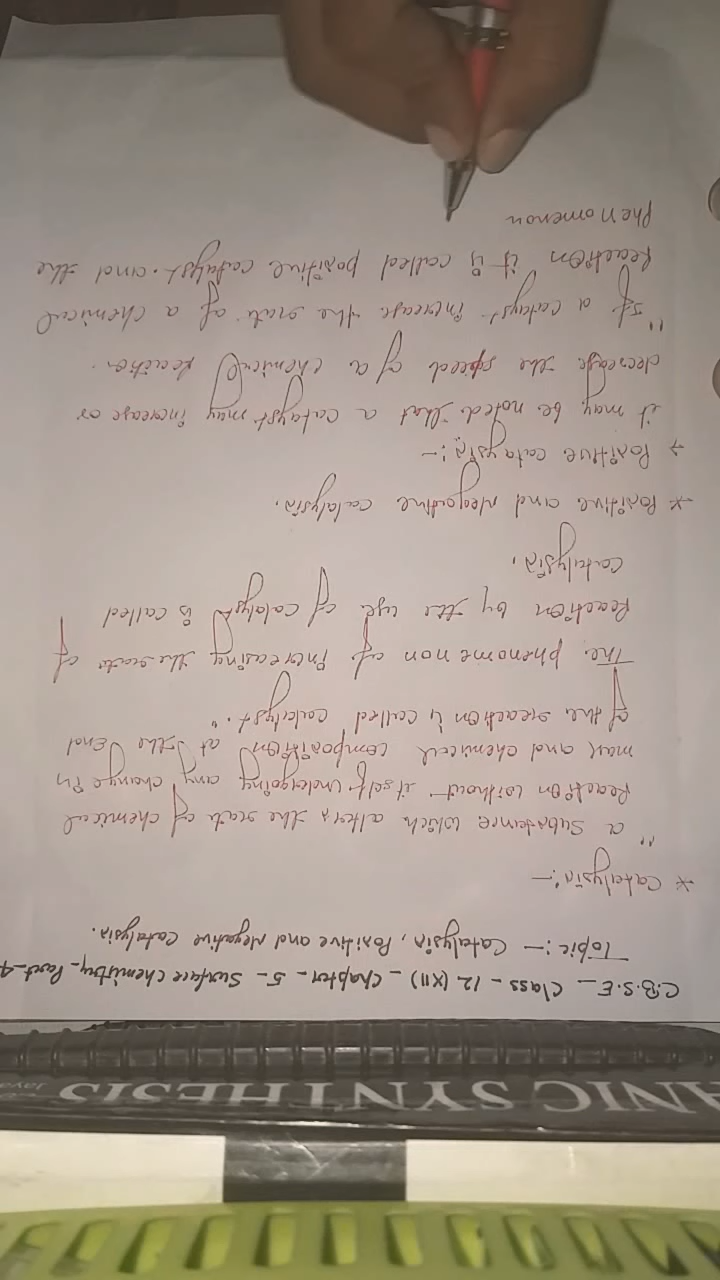 ANIC SYNTHESIS
C.B.S.E - Class - 12 (XII) - Chapter - 5 - Surface chemistry - Part-4
Topic :- Catalysis, Positive and Negative Catalysis.
* Catalysis :-
" a Substance which alters the rate of chemical
Reaction without itself undergoing any change in
mass and chemical composition at the End
of the reaction is called catalyst. "
The phenomenon of increasing the rate of
Reaction by the use of catalyst is called
Catalysis.
* Positive and Negative catalysis.
→ Positive catalysis :-
it may be noted that a catalyst may increase or
decrease the speed of a chemical Reaction.
" If a catalyst increase the rate of a chemical
Reaction it is called positive catalyst. and the
Phenomenon